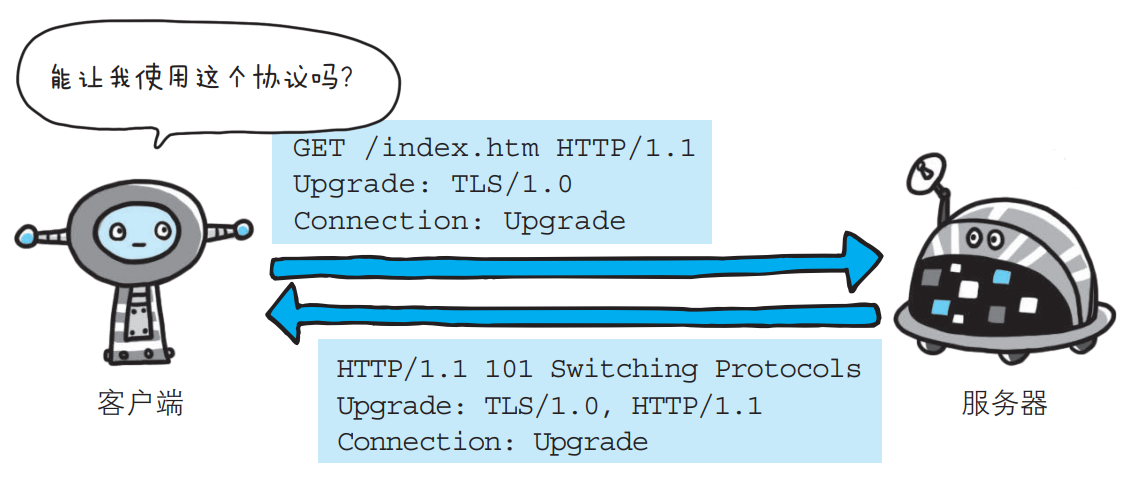 能让我使用这个协议吗?
GET /index.htm HTTP/1.1
Upgrade: TLS/1.0
Connection: Upgrade
HTTP/1.1 101 Switching Protocols
Upgrade: TLS/1.0, HTTP/1.1
Connection: Upgrade
客户端
服务器